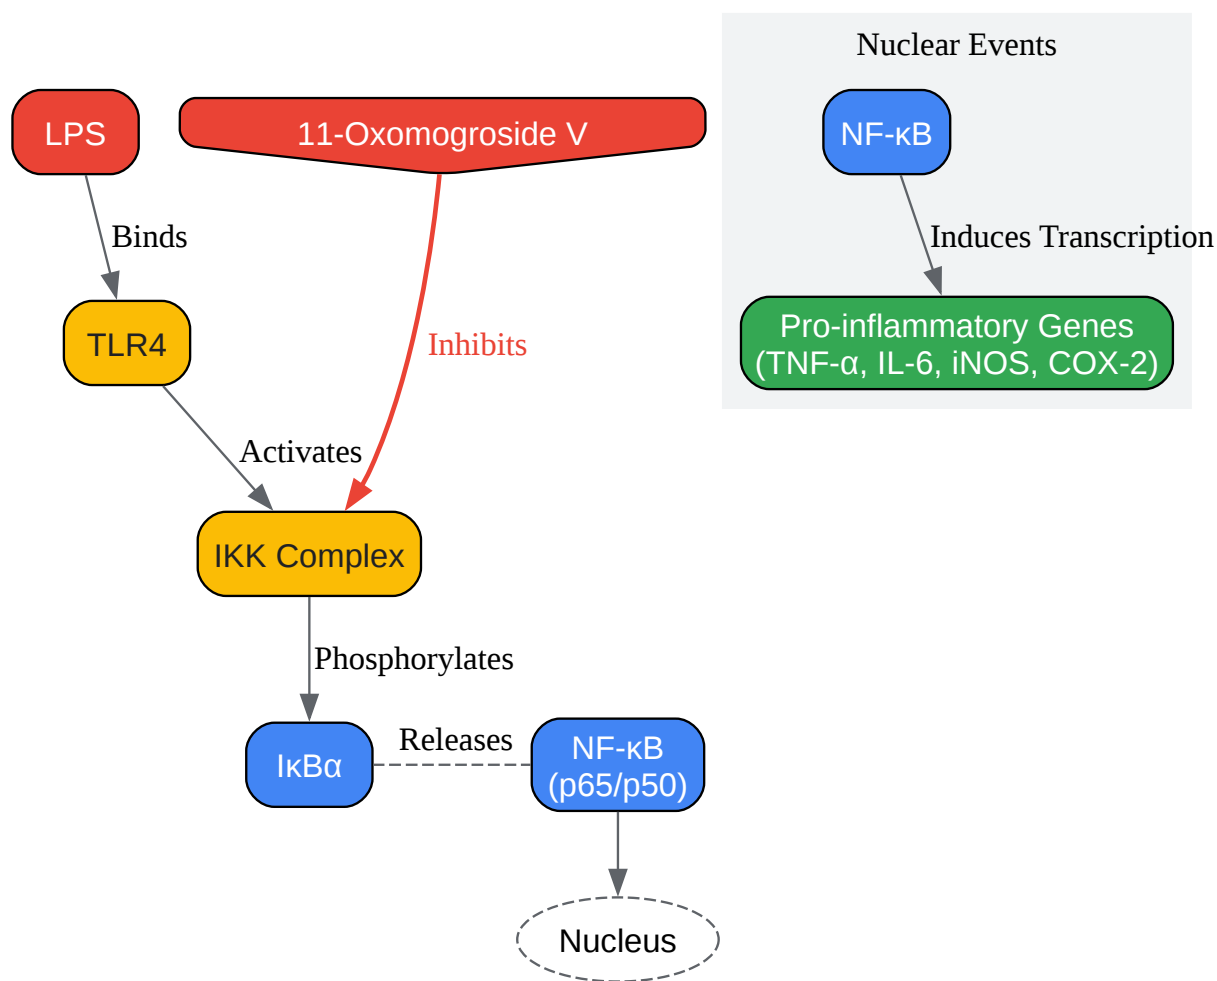 Nuclear Events
LPS
11-Oxomogroside V
NF-κB
Binds
Induces Transcription
TLR4
Inhibits
Pro-inflammatory Genes
(TNF-α, IL-6, iNOS, COX-2)
Activates
IKK Complex
Phosphorylates
IκBα
Releases
NF-κB
(p65/p50)
Nucleus